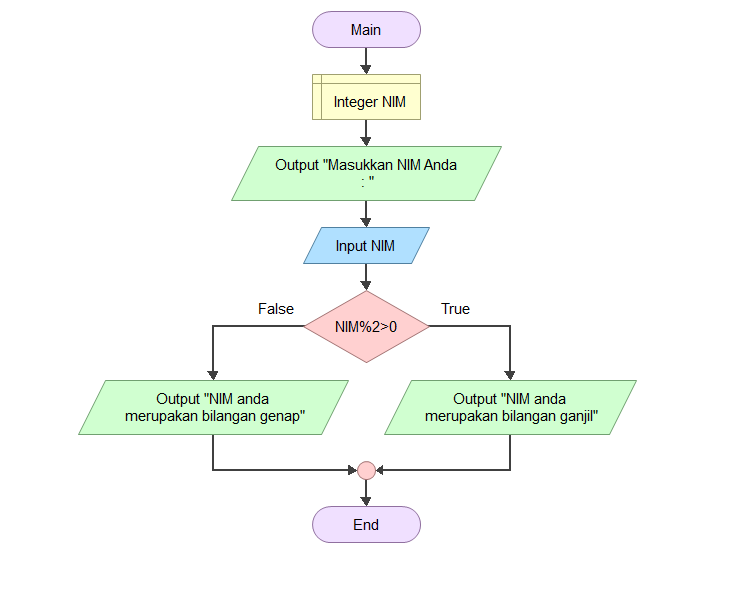 Main
Integer NIM
Output "Masukkan NIM Anda
: "
Input NIM
False
True
NIM%2>0
Output "NIM anda
merupakan bilangan genap"
Output "NIM anda
merupakan bilangan ganjil"
End